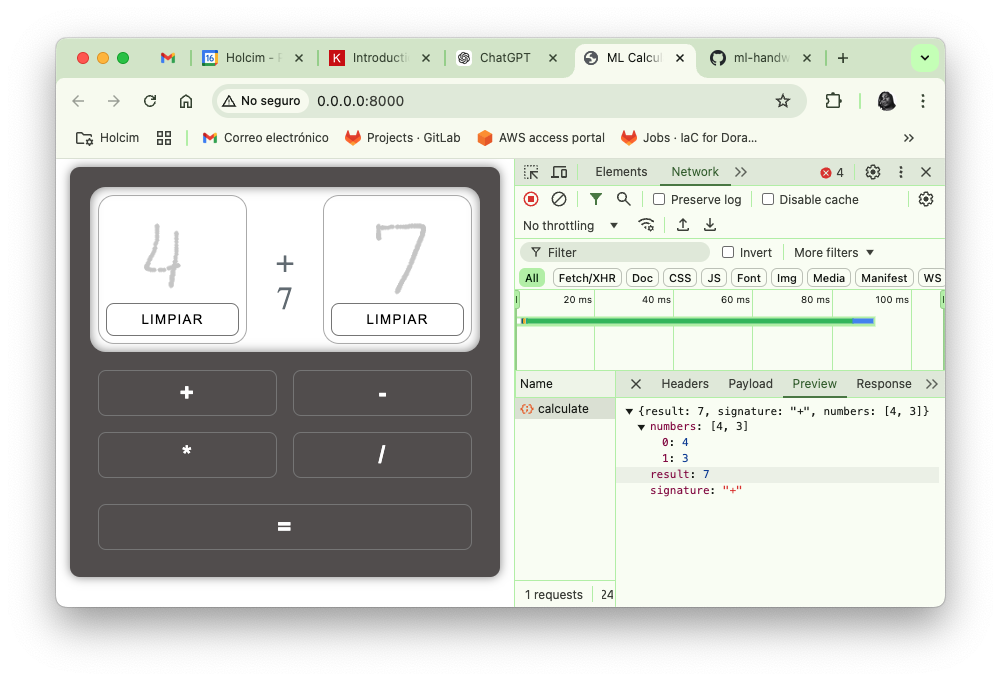 Holcim - F
Introducti
ChatGPT
ML Calcul
ml-handw
No seguro
0.0.0.0:8000
Holcim
Correo electrónico
Projects · GitLab
AWS access portal
Jobs · IaC for Dora...
4
+
7
7
LIMPIAR
LIMPIAR
+
-
*
/
=
Elements
Network
4
Preserve log
Disable cache
No throttling
Filter
Invert
More filters
All
Fetch/XHR
Doc
CSS
JS
Font
Img
Media
Manifest
WS
20 ms
40 ms
60 ms
80 ms
100 ms
Name
Headers
Payload
Preview
Response
calculate
{result: 7, signature: "+", numbers: [4, 3]}
numbers: [4, 3]
0: 4
1: 3
result: 7
signature: "+"
1 requests
24